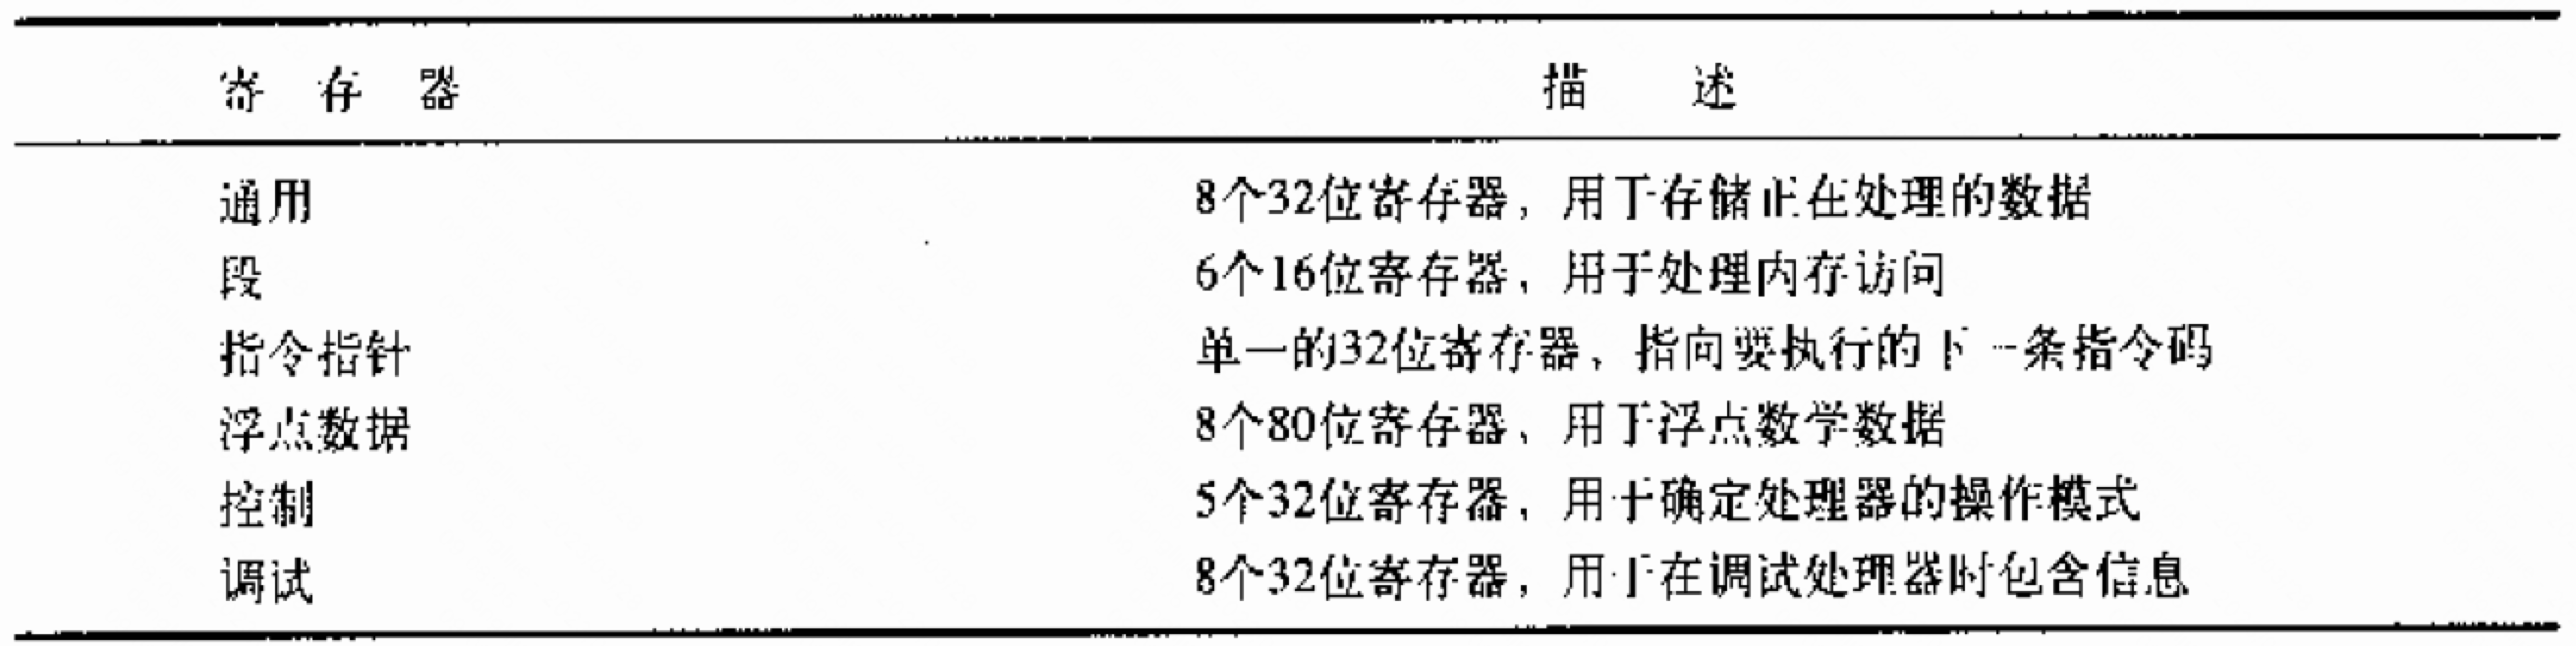 寄存器 描述
通用 8个32位寄存器，用于存储正在处理的数据
段 6个16位寄存器，用于处理内存访问
指令指针 单一的32位寄存器，指向要执行的下一条指令码
浮点数据 8个80位寄存器，用于浮点数学数据
控制 5个32位寄存器，用于确定处理器的操作模式
调试 8个32位寄存器，用于在调试处理器时包含信息